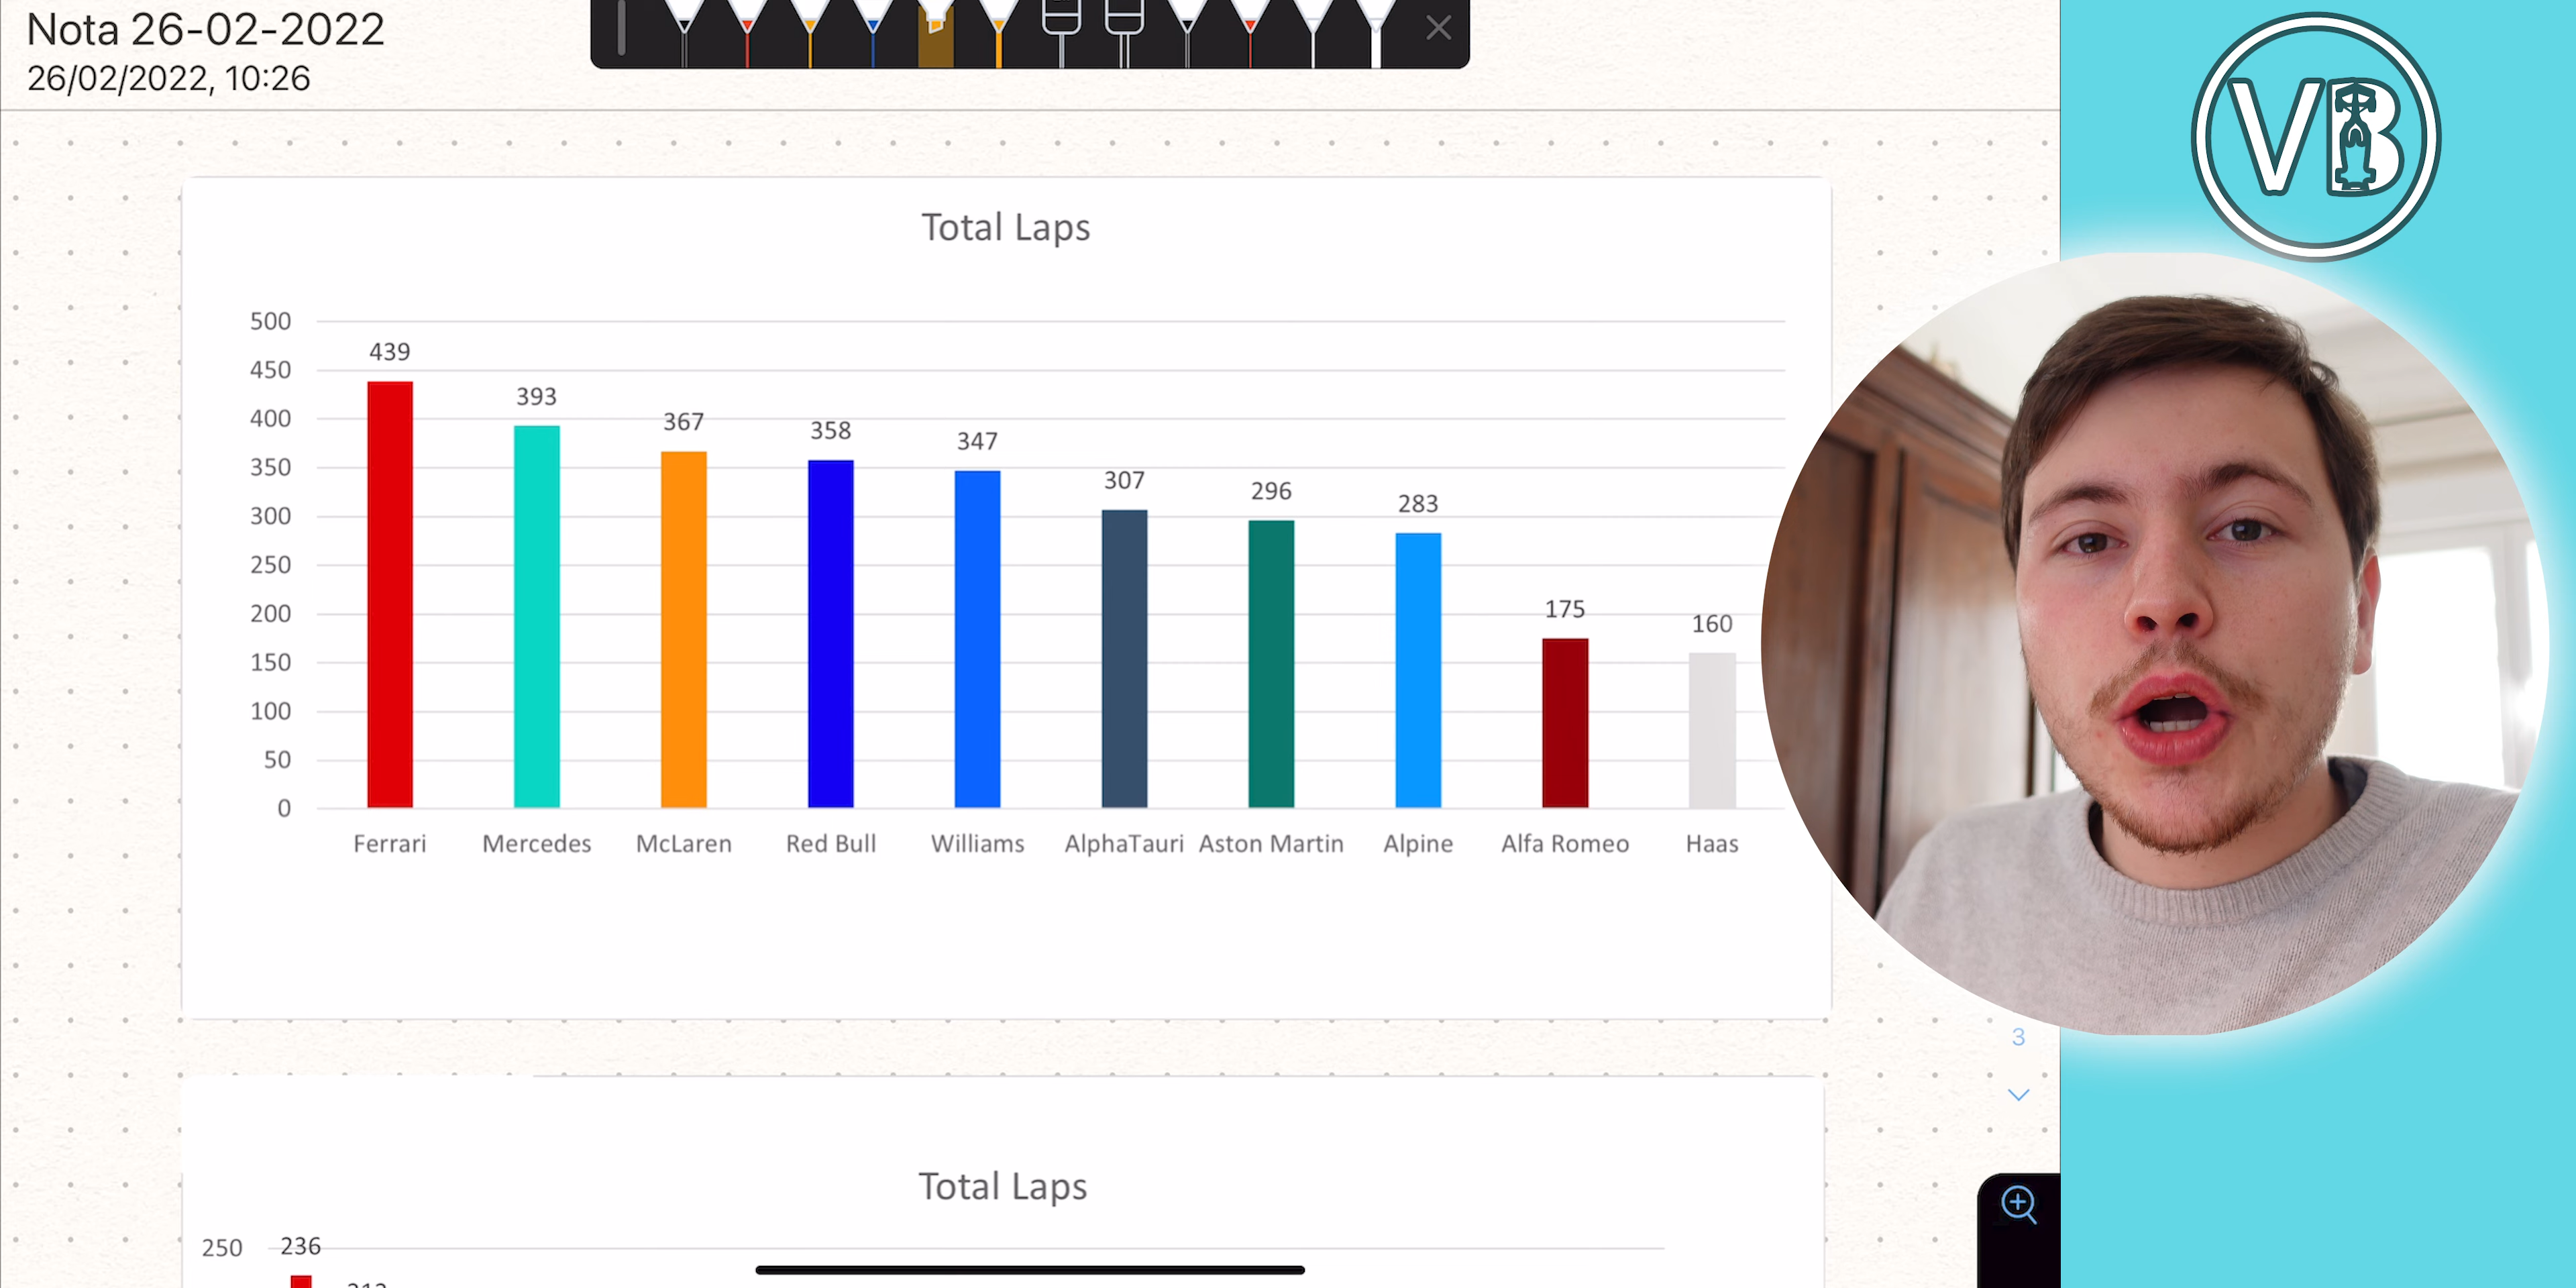 Nota 26-02-2022
26/02/2022, 10:26
VB
Total Laps
500
450
400
350
300
250
200
150
100
50
0
439
393
367
358
347
307
296
283
175
160
Ferrari
Mercedes
McLaren
Red Bull
Williams
AlphaTauri
Aston Martin
Alpine
Alfa Romeo
Haas
3
Total Laps
250
236